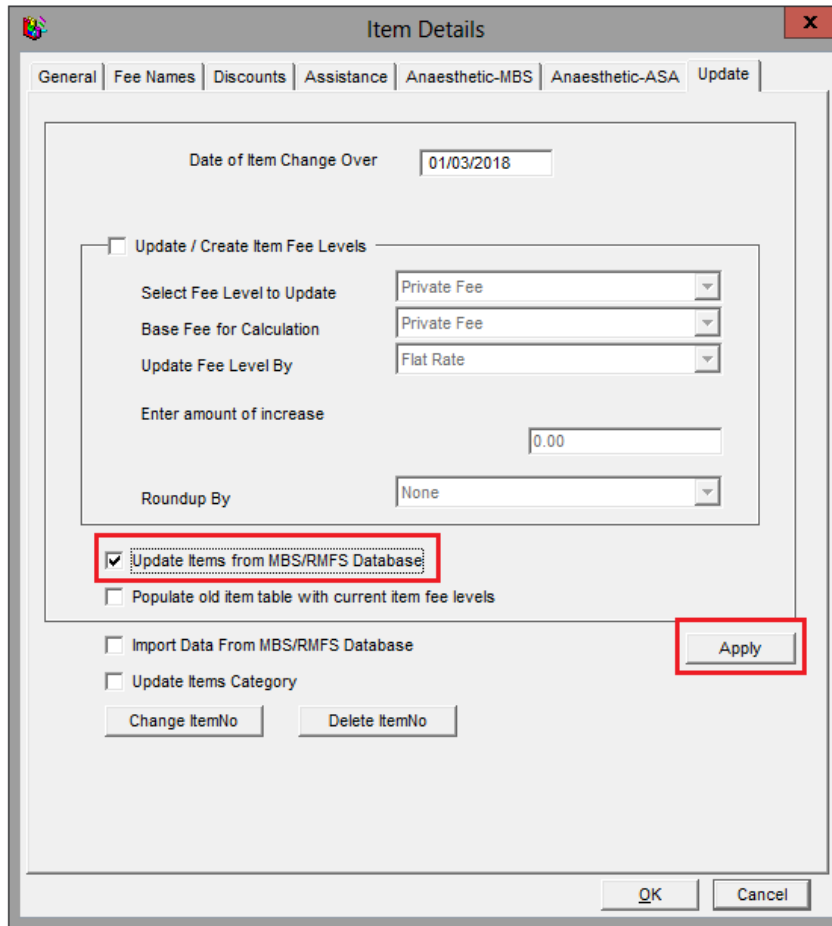 Item Details
x
General Fee Names Discounts Assistance Anaesthetic-MBS Anaesthetic-ASA Update
Date of Item Change Over 01/03/2018
Update / Create Item Fee Levels
Select Fee Level to Update Private Fee
Base Fee for Calculation Private Fee
Update Fee Level By Flat Rate
Enter amount of increase
0.00
Roundup By None
Update Items from MBS/RMFS Database
Populate old item table with current item fee levels
Import Data From MBS/RMFS Database Apply
Update Items Category
Change ItemNo Delete ItemNo
OK Cancel